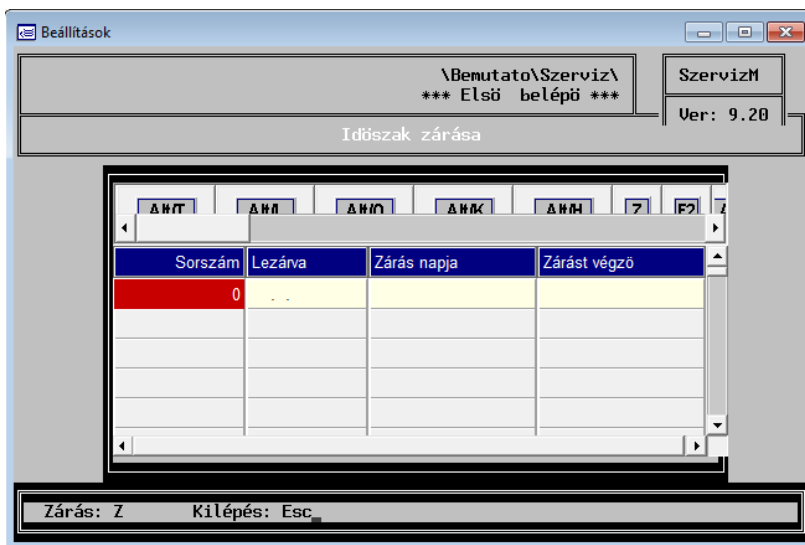 Beállítások
\Bemutato\Szerviz\
*** Elsö belépö ***
SzervizM
Ver: 9.20
Idöszak zárása
Z F2
Sorszám Lezárva Zárás napja Zárást végzö
0 . .
Zárás: Z Kilépés: Esc_